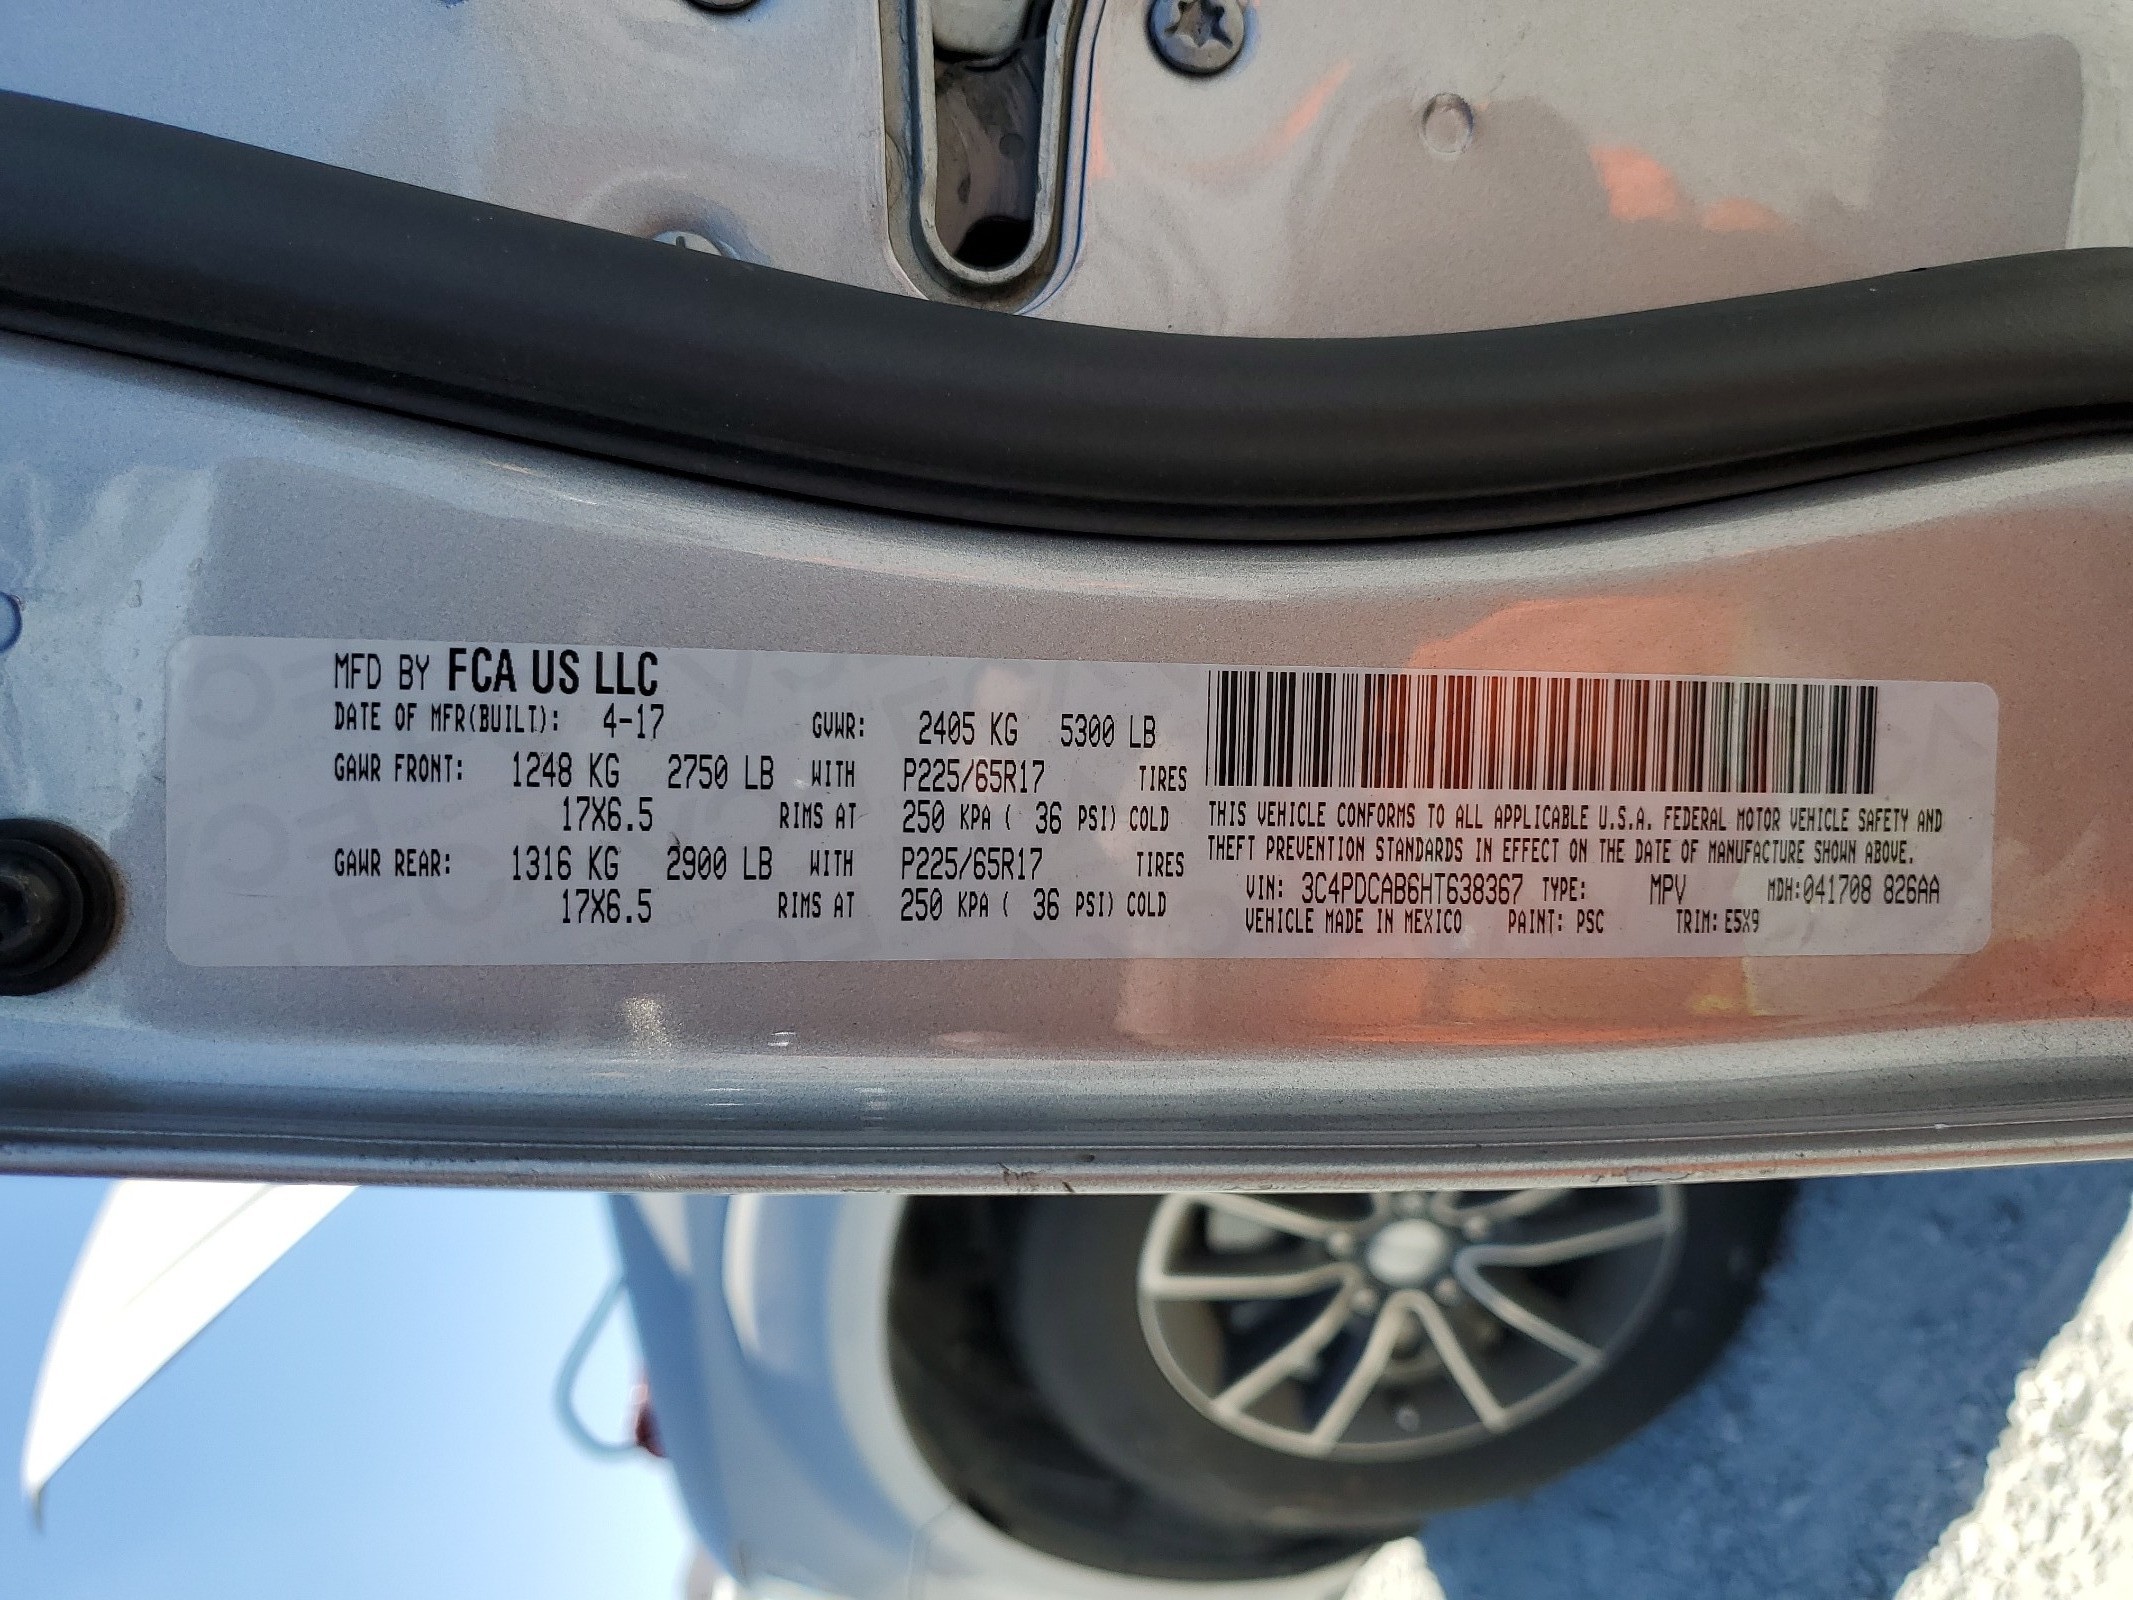 MFD BY FCA US LLC
DATE OF MFR(BUILT): 4-17 GVWR: 2405 KG 5300 LB
GAWR FRONT: 1248 KG 2750 LB WITH P225/65R17 TIRES
17X6.5 RIMS AT 250 KPA ( 36 PSI) COLD
GAWR REAR: 1316 KG 2900 LB WITH P225/65R17 TIRES
17X6.5 RIMS AT 250 KPA ( 36 PSI) COLD
THIS VEHICLE CONFORMS TO ALL APPLICABLE U.S.A. FEDERAL MOTOR VEHICLE SAFETY AND
THEFT PREVENTION STANDARDS IN EFFECT ON THE DATE OF MANUFACTURE SHOWN ABOVE.
VIN: 3C4PDCAB6HT638367 TYPE: MPV MDH:041708 826AA
VEHICLE MADE IN MEXICO PAINT: PSC TRIM: E5X9